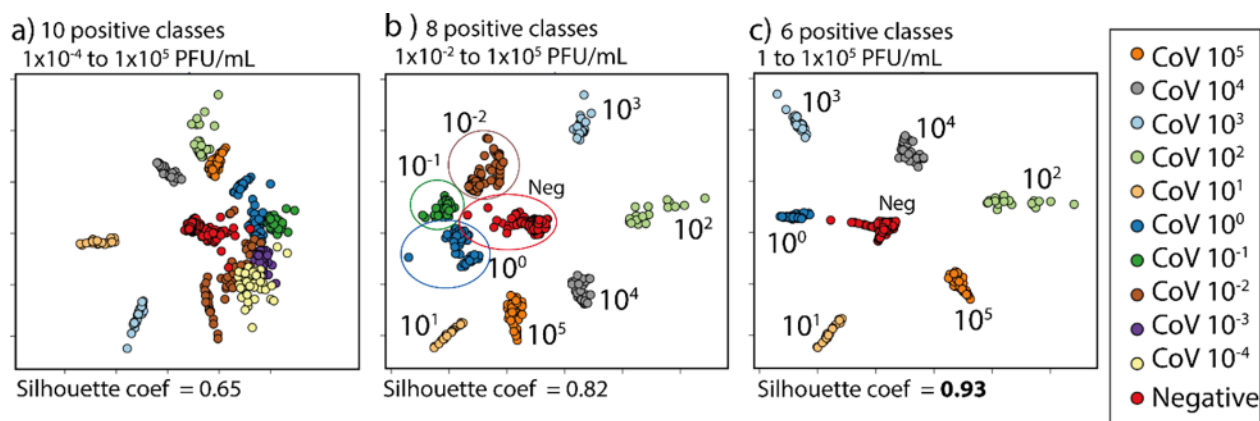 a) 10 positive classes
1x10⁻⁴ to 1x10⁵ PFU/mL
Silhouette coef = 0.65
b) 8 positive classes
1x10⁻² to 1x10⁵ PFU/mL
10³
10⁻²
10⁻¹
Neg
10²
10⁰
10⁴
10¹
10⁵
Silhouette coef = 0.82
c) 6 positive classes
1 to 1x10⁵ PFU/mL
10³
10⁴
10²
Neg
10⁰
10⁵
10¹
Silhouette coef = 0.93
CoV 10⁵
CoV 10⁴
CoV 10³
CoV 10²
CoV 10¹
CoV 10⁰
CoV 10⁻¹
CoV 10⁻²
CoV 10⁻³
CoV 10⁻⁴
Negative